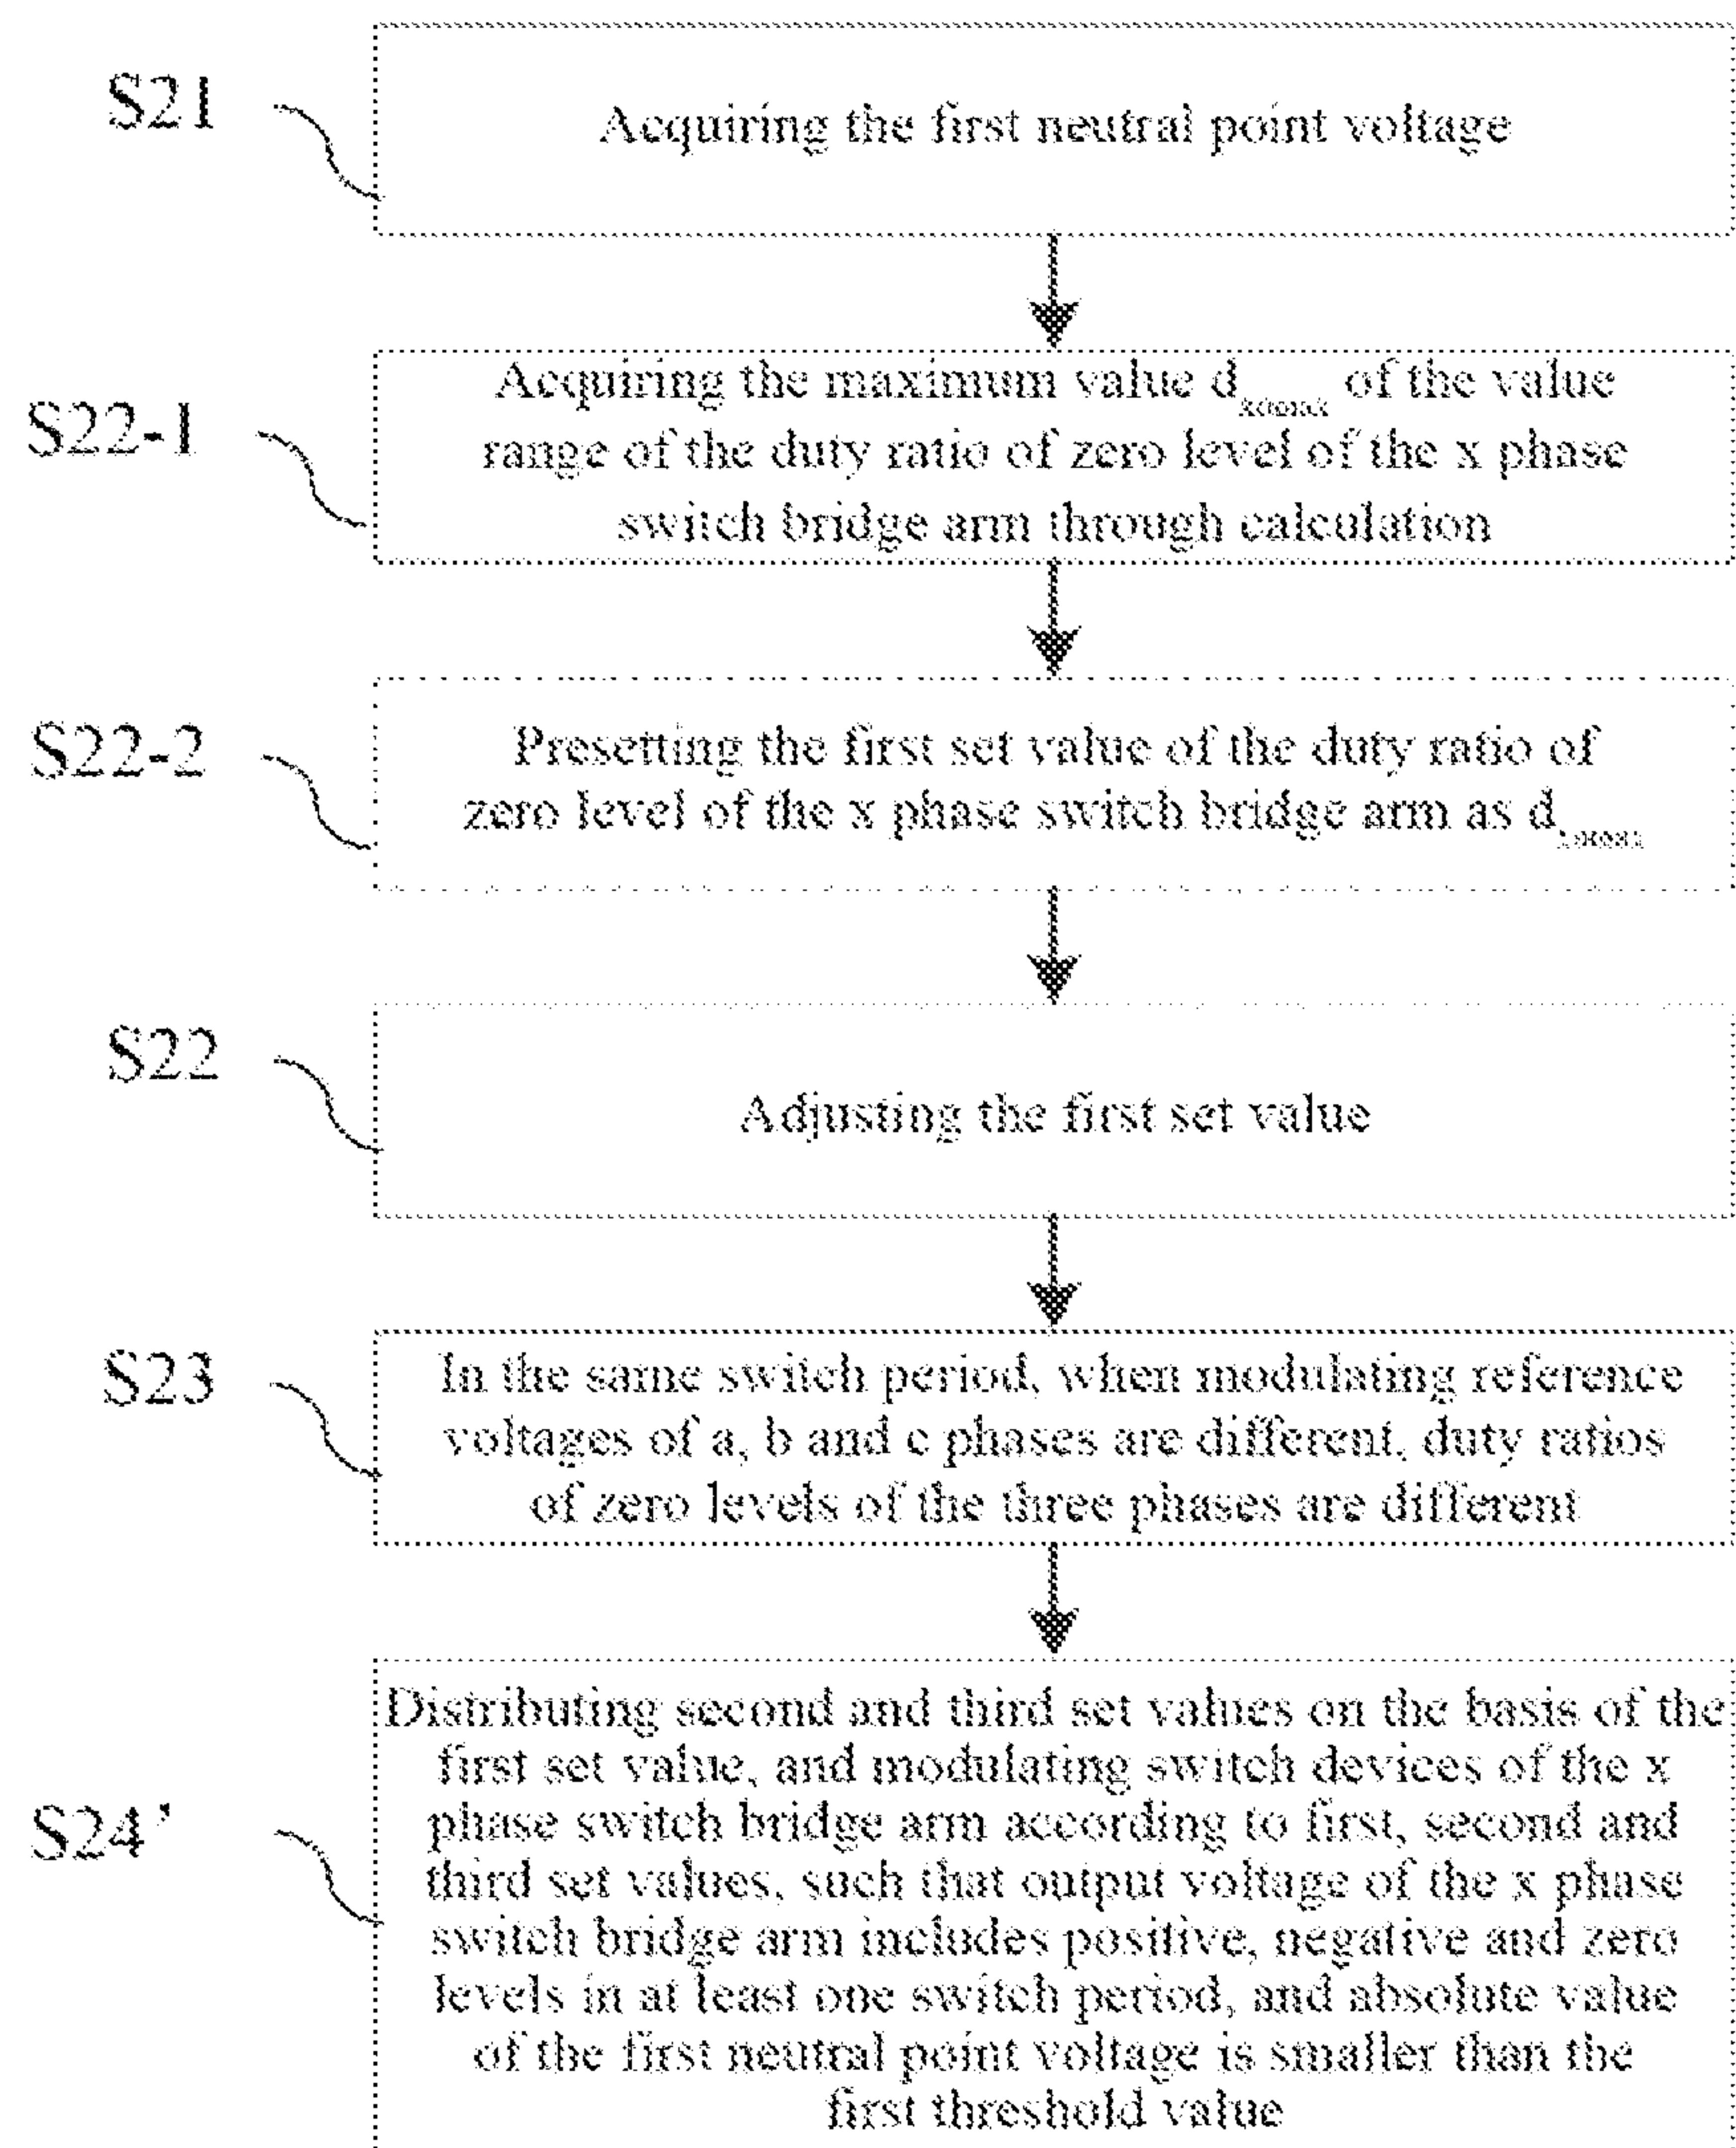 S21
Acquiring the first neutral point voltage
S22-1
Acquiring the maximum value d of the value
range of the duty ratio of zero level of the x phase
switch bridge arm through calculation
S22-2
Presetting the first set value of the duty ratio of
zero level of the x phase switch bridge arm as d
S22
Adjusting the first set value
S23
In the same switch period, when modulating reference
voltages of a, b and c phases are different, duty ratios
of zero levels of the three phases are different
S24'
Distributing second and third set values on the basis of the
first set value, and modulating switch devices of the x
phase switch bridge arm according to first, second and
third set values, such that output voltage of the x phase
switch bridge arm includes positive, negative and zero
levels in at least one switch period, and absolute value
of the first neutral point voltage is smaller than the
first threshold value